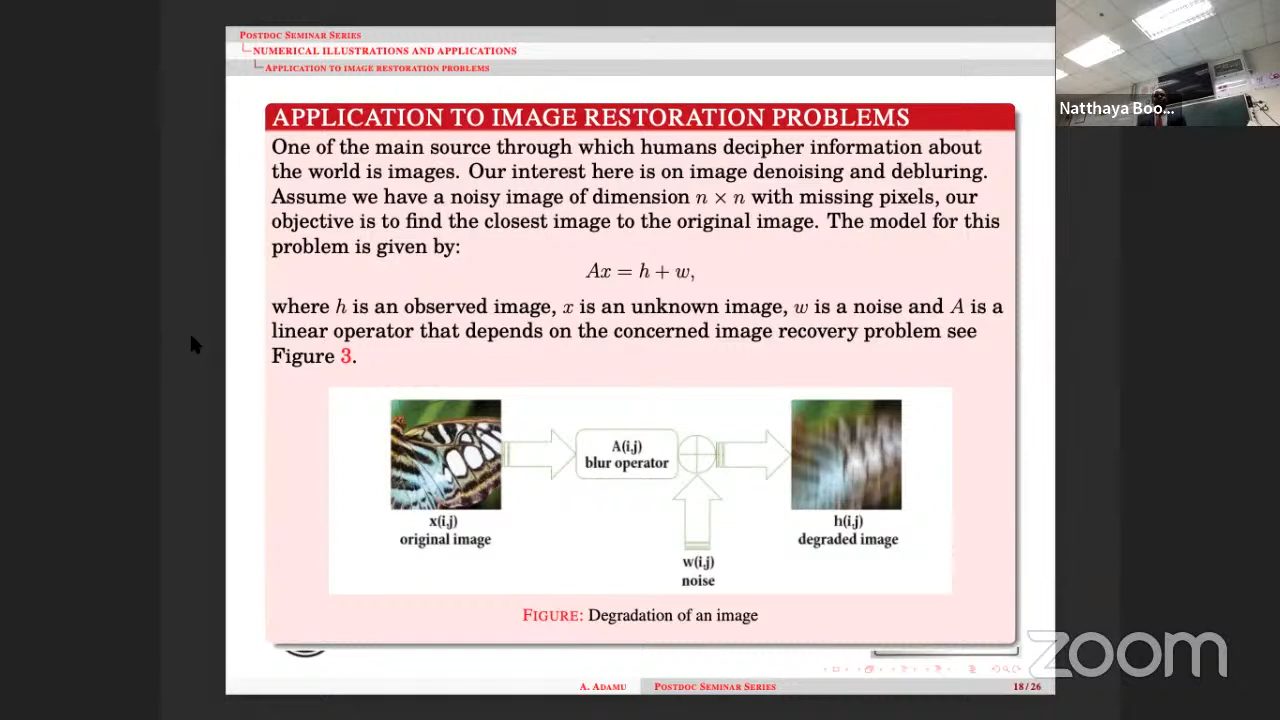 POSTDOC SEMINAR SERIES
NUMERICAL ILLUSTRATIONS AND APPLICATIONS
APPLICATION TO IMAGE RESTORATION PROBLEMS
Natthaya Boo...
APPLICATION TO IMAGE RESTORATION PROBLEMS
One of the main source through which humans decipher information about
the world is images. Our interest here is on image denoising and debluring.
Assume we have a noisy image of dimension n × n with missing pixels, our
objective is to find the closest image to the original image. The model for this
problem is given by:
Ax = h + w,
where h is an observed image, x is an unknown image, w is a noise and A is a
linear operator that depends on the concerned image recovery problem see
Figure 3.
A(i,j)
blur operator
x(i,j)
original image
h(i,j)
degraded image
w(i,j)
noise
FIGURE: Degradation of an image
zoom
A. ADAMU POSTDOC SEMINAR SERIES 18 / 26